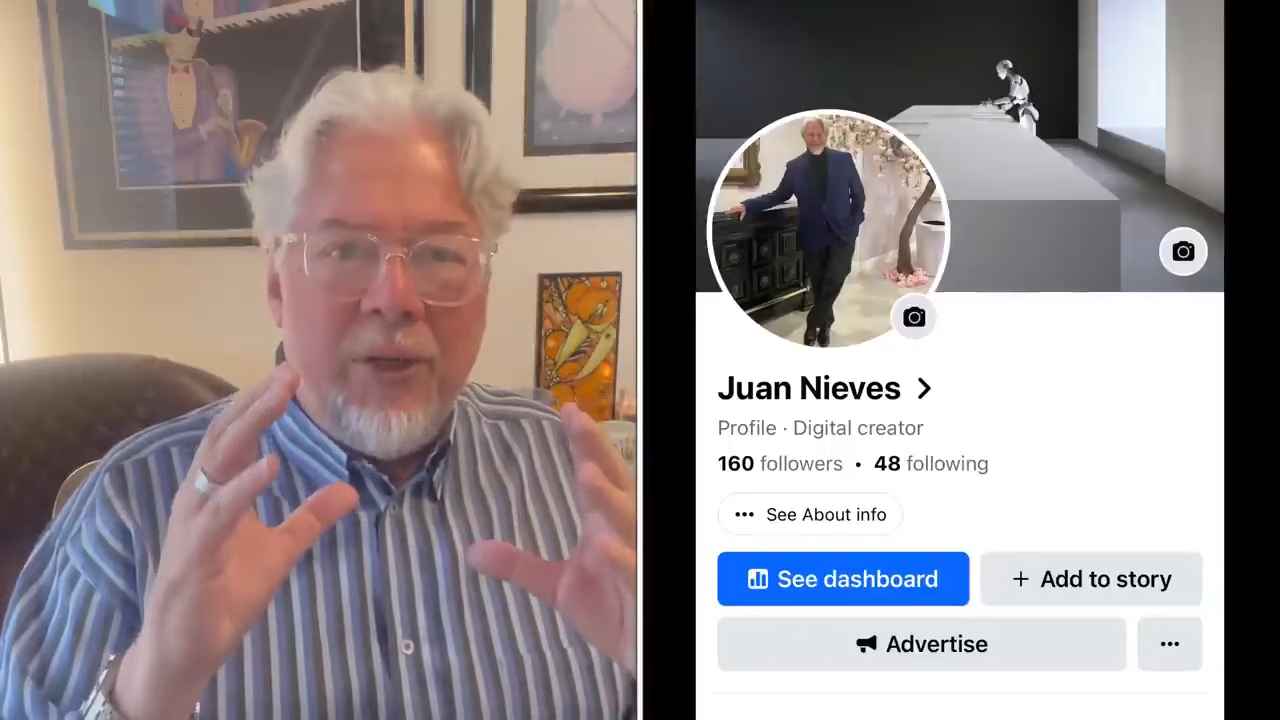 Juan Nieves
Profile · Digital creator
160 followers • 48 following
••• See About info
See dashboard
+ Add to story
Advertise